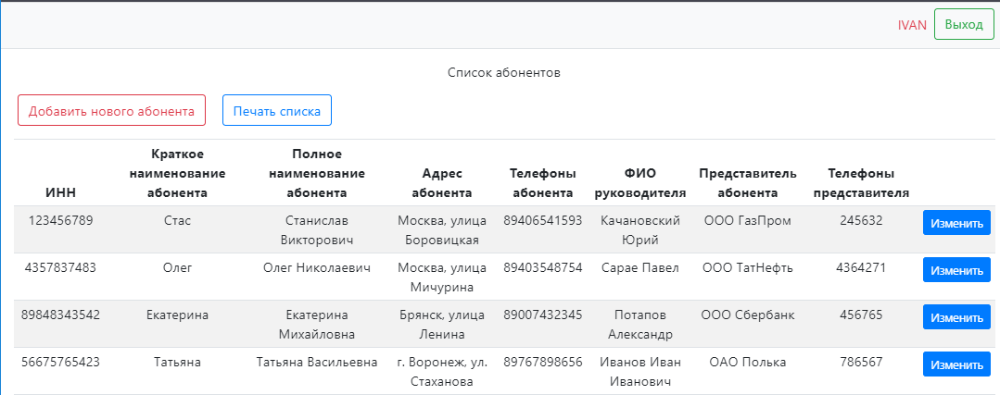 IVAN Выход
Список абонентов
Добавить нового абонента Печать списка
ИНН Краткое наименование абонента Полное наименование абонента Адрес абонента Телефоны абонента ФИО руководителя Представитель абонента Телефоны представителя
123456789 Стас Станислав Викторович Москва, улица Боровицкая 89406541593 Качановский Юрий ООО ГазПром 245632 Изменить
4357837483 Олег Олег Николаевич Москва, улица Мичурина 89403548754 Сарае Павел ООО ТатНефть 4364271 Изменить
89848343542 Екатерина Екатерина Михайловна Брянск, улица Ленина 89007432345 Потапов Александр ООО Сбербанк 456765 Изменить
56675765423 Татьяна Татьяна Васильевна г. Воронеж, ул. Стаханова 89767898656 Иванов Иван Иванович ОАО Полька 786567 Изменить